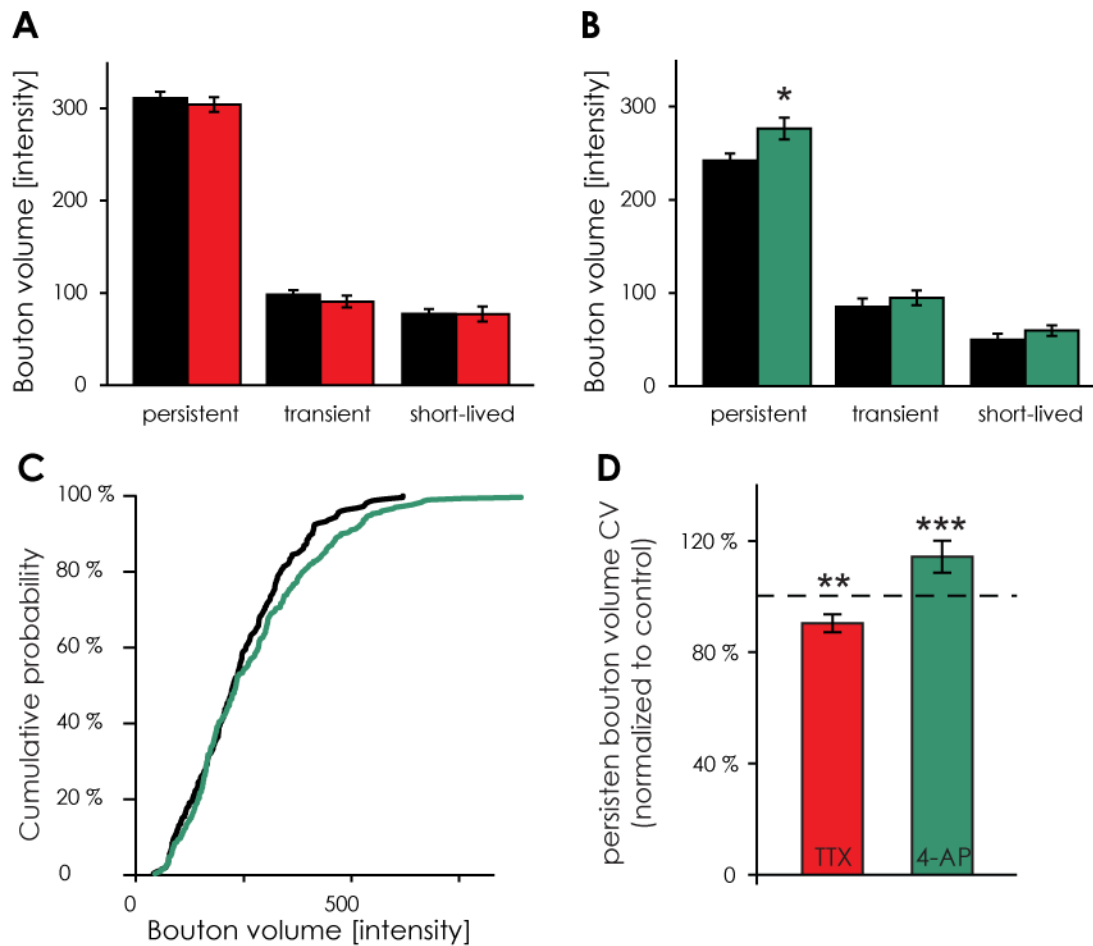 A
Bouton volume [intensity]
300
200
100
0
persistent
transient
short-lived
B
*
Bouton volume [intensity]
300
200
100
0
persistent
transient
short-lived
C
Cumulative probability
100 %
80 %
60 %
40 %
20 %
0
0
500
Bouton volume [intensity]
D
persisten bouton volume CV
(normalized to control)
120 %
80 %
40 %
0
**
***
TTX
4-AP